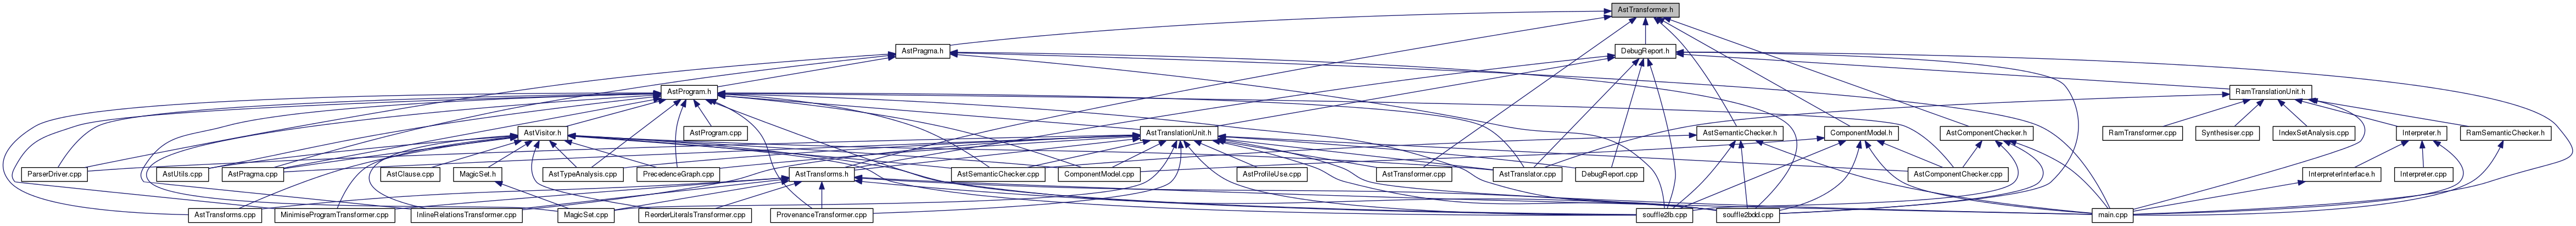 AstTransformer.h
AstPragma.h
DebugReport.h
AstProgram.h
RamTranslationUnit.h
AstVisitor.h
AstProgram.cpp
AstTranslationUnit.h
AstSemanticChecker.h
ComponentModel.h
AstComponentChecker.h
RamTransformer.cpp
Synthesiser.cpp
IndexSetAnalysis.cpp
Interpreter.h
RamSemanticChecker.h
ParserDriver.cpp
AstUtils.cpp
AstPragma.cpp
AstClause.cpp
MagicSet.h
AstTypeAnalysis.cpp
PrecedenceGraph.cpp
AstTransforms.h
AstSemanticChecker.cpp
ComponentModel.cpp
AstProfileUse.cpp
AstTransformer.cpp
AstTranslator.cpp
DebugReport.cpp
AstComponentChecker.cpp
InterpreterInterface.h
Interpreter.cpp
AstTransforms.cpp
MinimiseProgramTransformer.cpp
InlineRelationsTransformer.cpp
MagicSet.cpp
ReorderLiteralsTransformer.cpp
ProvenanceTransformer.cpp
souffle2lb.cpp
souffle2bdd.cpp
main.cpp